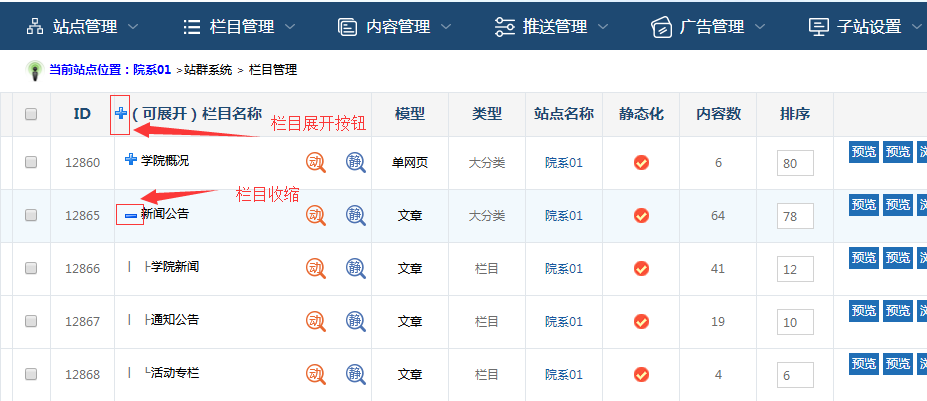 站点管理 栏目管理 内容管理 推送管理 广告管理 子站设置
当前站点位置：院系01 >站群系统 > 栏目管理
ID （可展开）栏目名称 模型 类型 站点名称 静态化 内容数 排序
栏目展开按钮
12860 学院概况 动 静 单网页 大分类 院系01 6 80 预览 预览
栏目收缩
12865 新闻公告 动 静 文章 大分类 院系01 64 78 预览 预览
12866 | ├学院新闻 动 静 文章 栏目 院系01 41 12 预览 预览
12867 | ├通知公告 动 静 文章 栏目 院系01 19 10 预览 预览
12868 | └活动专栏 动 静 文章 栏目 院系01 4 6 预览 预览